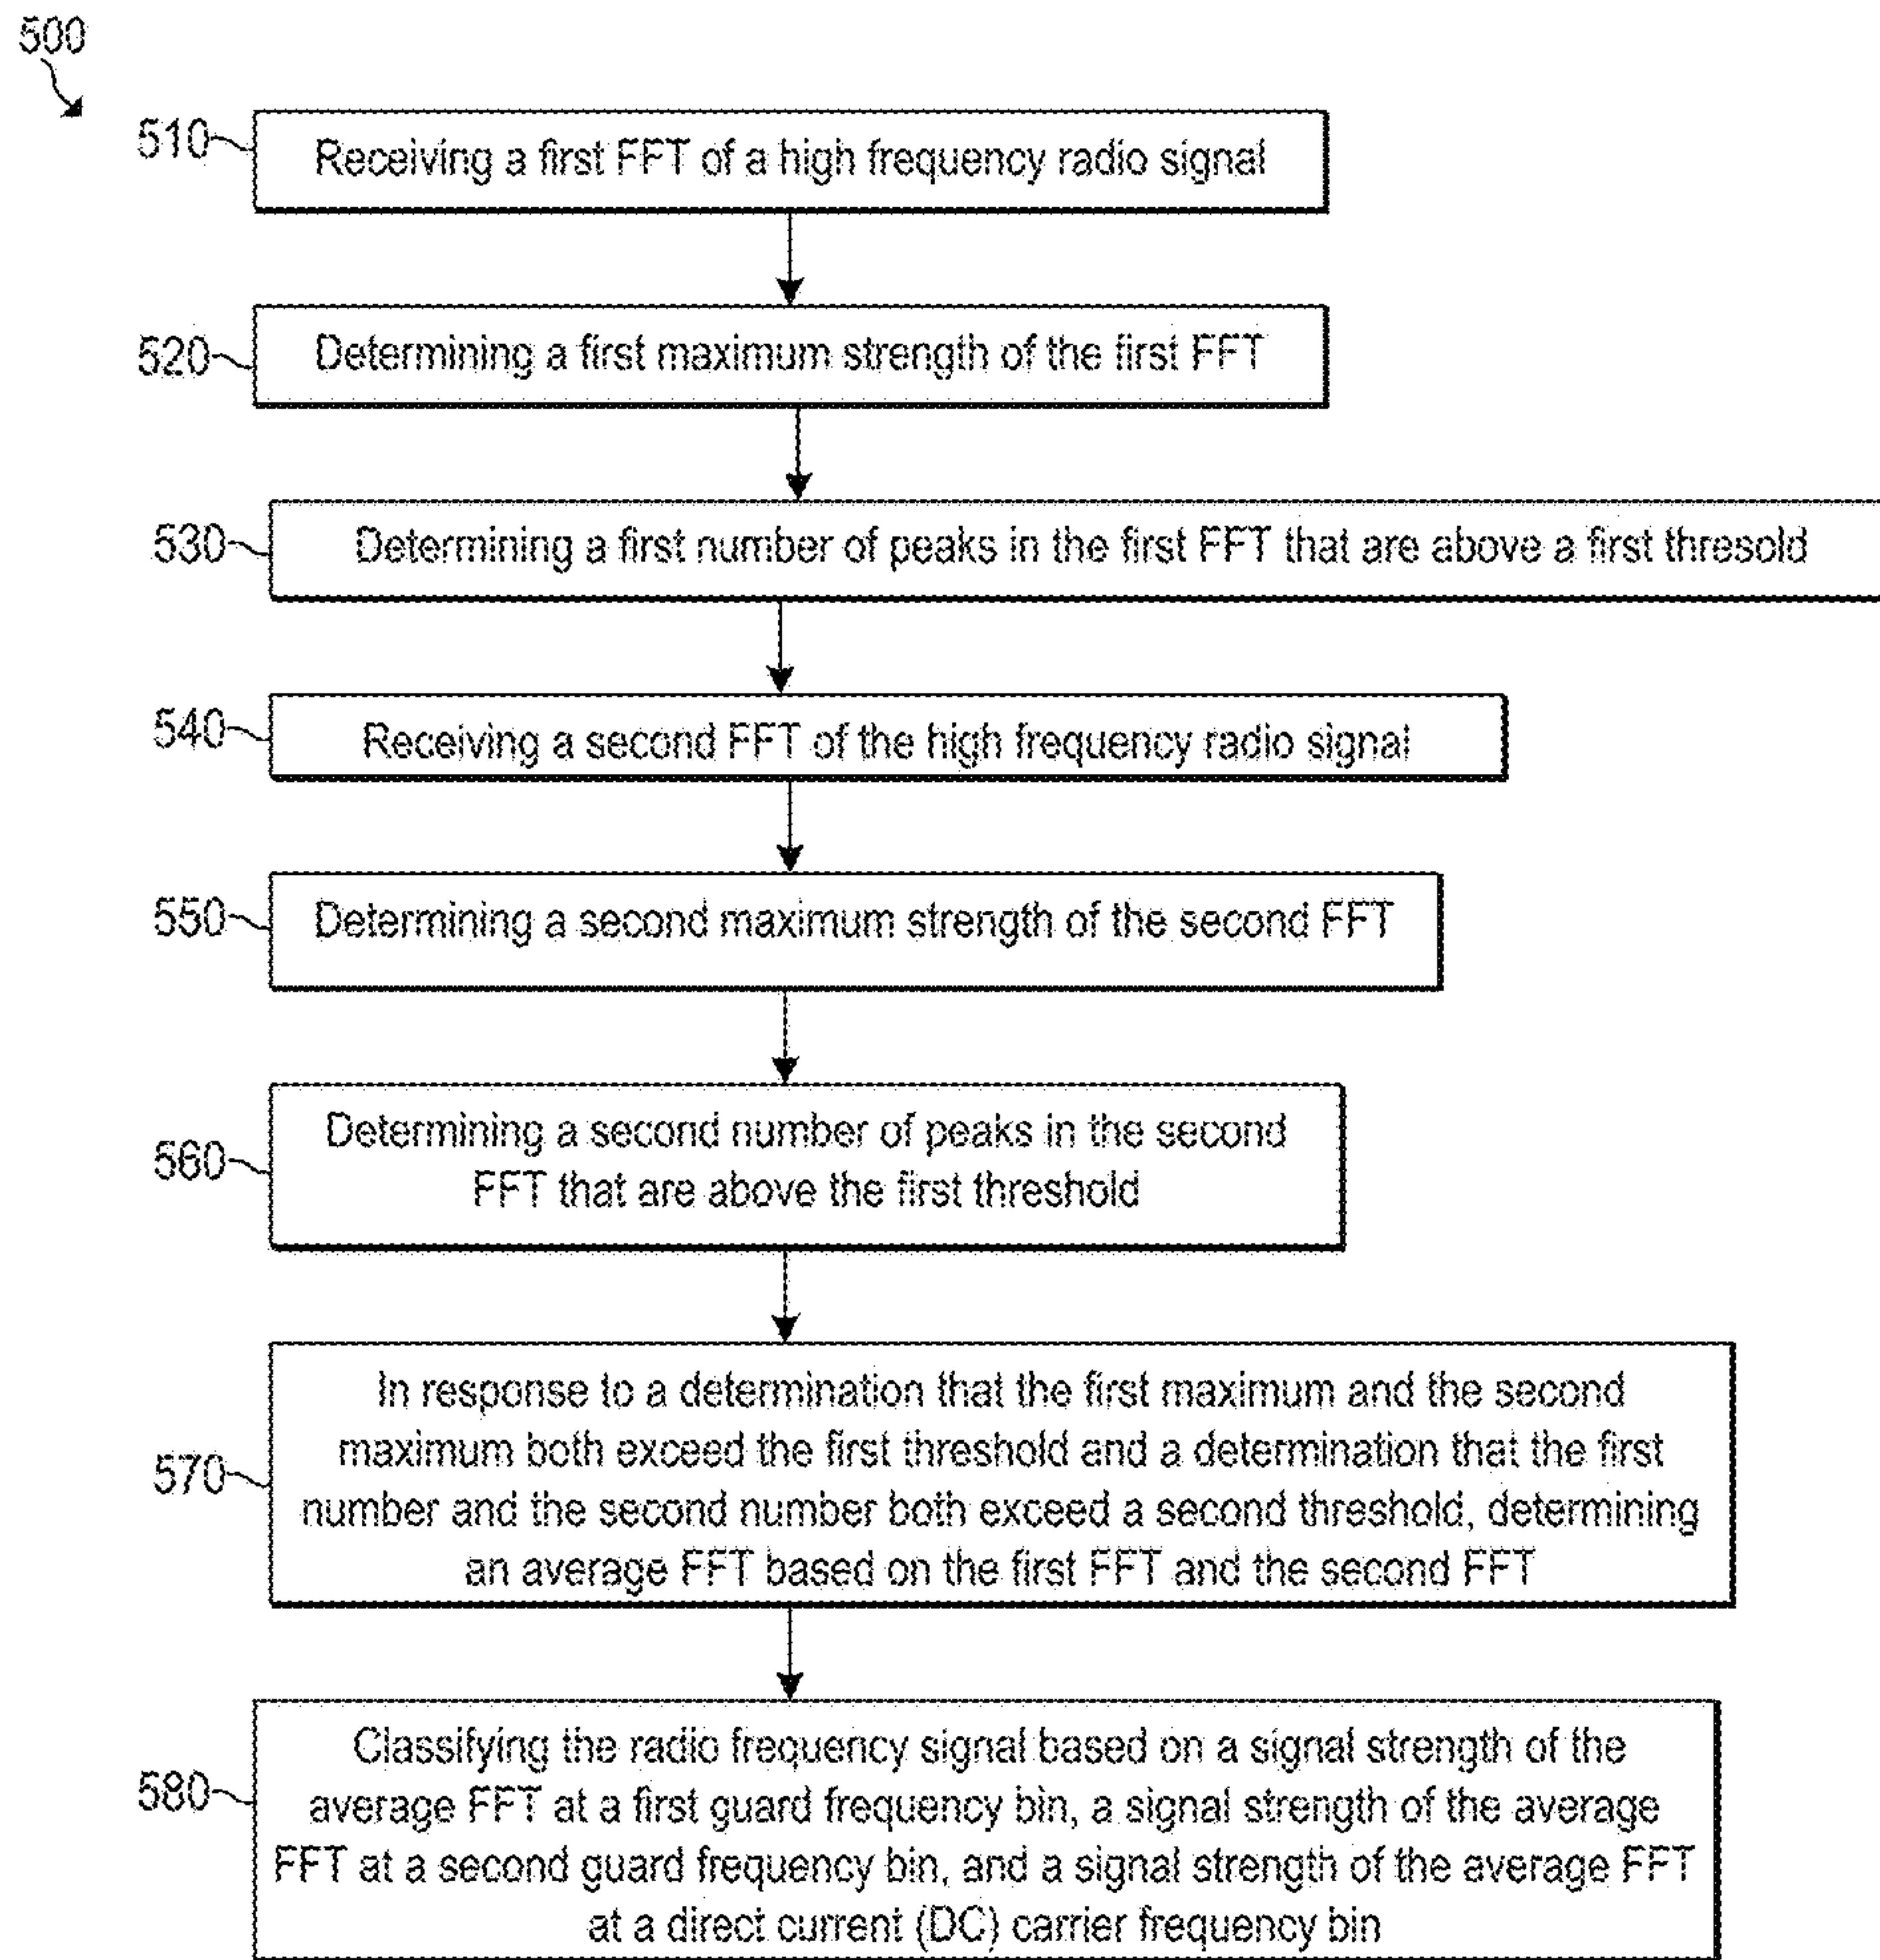 500
510
Receiving a first FFT of a high frequency radio signal
520
Determining a first maximum strength of the first FFT
530
Determining a first number of peaks in the first FFT that are above a first thresold
540
Receiving a second FFT of the high frequency radio signal
550
Determining a second maximum strength of the second FFT
560
Determining a second number of peaks in the second
FFT that are above the first threshold
570
In response to a determination that the first maximum and the second
maximum both exceed the first threshold and a determination that the first
number and the second number both exceed a second threshold, determining
an average FFT based on the first FFT and the second FFT
580
Classifying the radio frequency signal based on a signal strength of the
average FFT at a first guard frequency bin, a signal strength of the average
FFT at a second guard frequency bin, and a signal strength of the average FFT
at a direct current (DC) carrier frequency bin